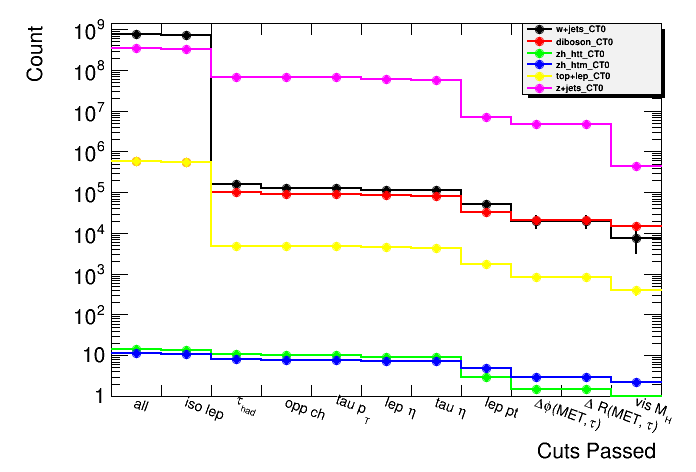 Count
10^9
10^8
10^7
10^6
10^5
10^4
10^3
10^2
10
1
w+jets_CT0
diboson_CT0
zh_htt_CT0
zh_htm_CT0
top+lep_CT0
z+jets_CT0
all
iso lep
τ_had
opp ch
tau p_T
lep η
tau η
lep pt
Δφ(MET,τ)
Δ R(MET,τ)
vis M_H
Cuts Passed